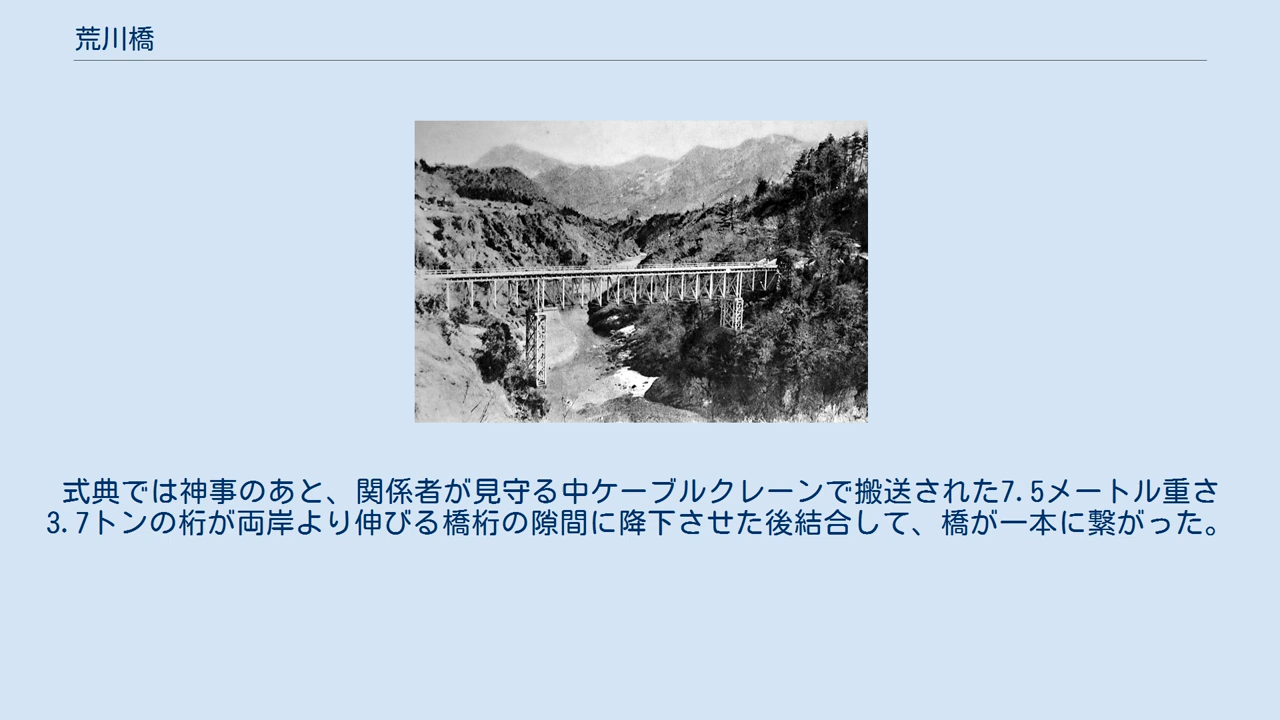 荒川橋
式典では神事のあと、関係者が見守る中ケーブルクレーンで搬送された7.5メートル重さ
3.7トンの桁が両岸より伸びる橋桁の隙間に降下させた後結合して、橋が一本に繋がった。